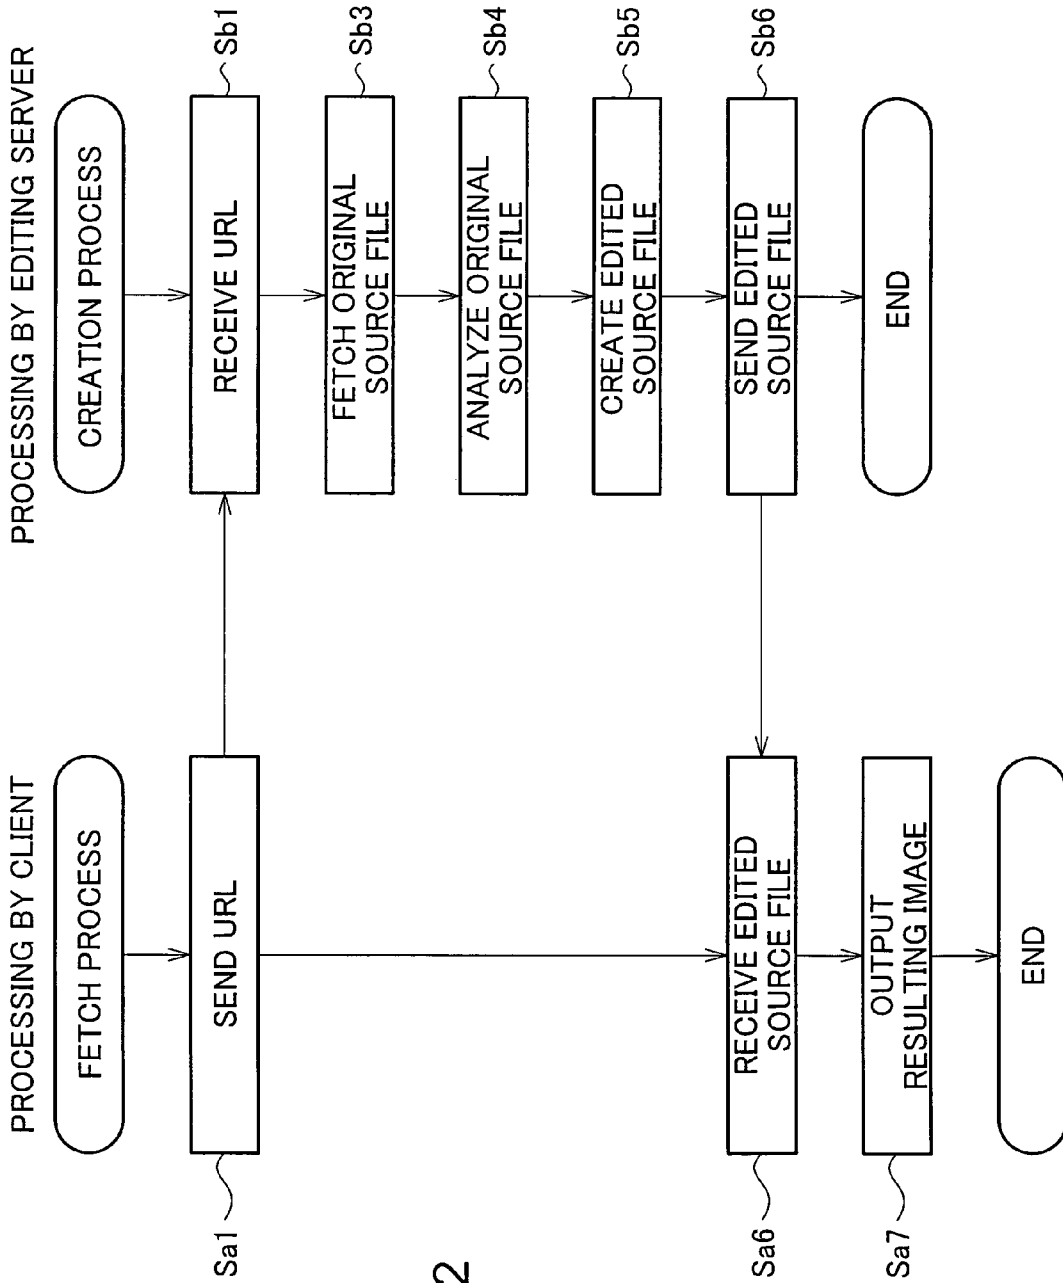 PROCESSING BY CLIENT
FETCH PROCESS
Sa1
SEND URL
Sa6
RECEIVE EDITED
SOURCE FILE
Sa7
OUTPUT
RESULTING IMAGE
END
PROCESSING BY EDITING SERVER
CREATION PROCESS
RECEIVE URL
Sb1
FETCH ORIGINAL
SOURCE FILE
Sb3
ANALYZE ORIGINAL
SOURCE FILE
Sb4
CREATE EDITED
SOURCE FILE
Sb5
SEND EDITED
SOURCE FILE
Sb6
END
2